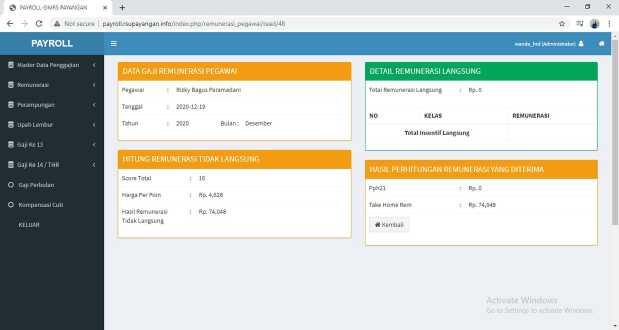 PAYROLL-SIMRS PAYANGAN
Not secure | payroll.rsupayangan.info/index.php/remunerasi_pegawai/read/48
PAYROLL
(Administrator)
Master Data Penggajian
Remunerasi
Penampungan
Upah Lembur
Gaji Ke 13
Gaji Ke 14 / THR
Gaji Perbulan
Kompensasi Cuti
KELUAR
DATA GAJI REMUNERASI PEGAWAI
Pegawai : Rizky Bagus Paramadani
Tanggal : 2020-12-19
Tahun : 2020 Bulan : Desember
HITUNG REMUNERASI TIDAK LANGSUNG
Score Total : 16
Harga Per Poin : Rp. 4,628
Hasil Remunerasi Tidak Langsung : Rp. 74,048
DETAIL REMUNERASI LANGSUNG
Total Remunerasi Langsung : Rp. 0
NO KELAS REMUNERASI
Total Insentif Langsung
HASIL PERHITUNGAN REMUNERASI YANG DITERIMA
Pph21 : Rp. 0
Take Home Rem : Rp. 74,048
Kembali
Activate Windows
Go to Settings to activate Windows.